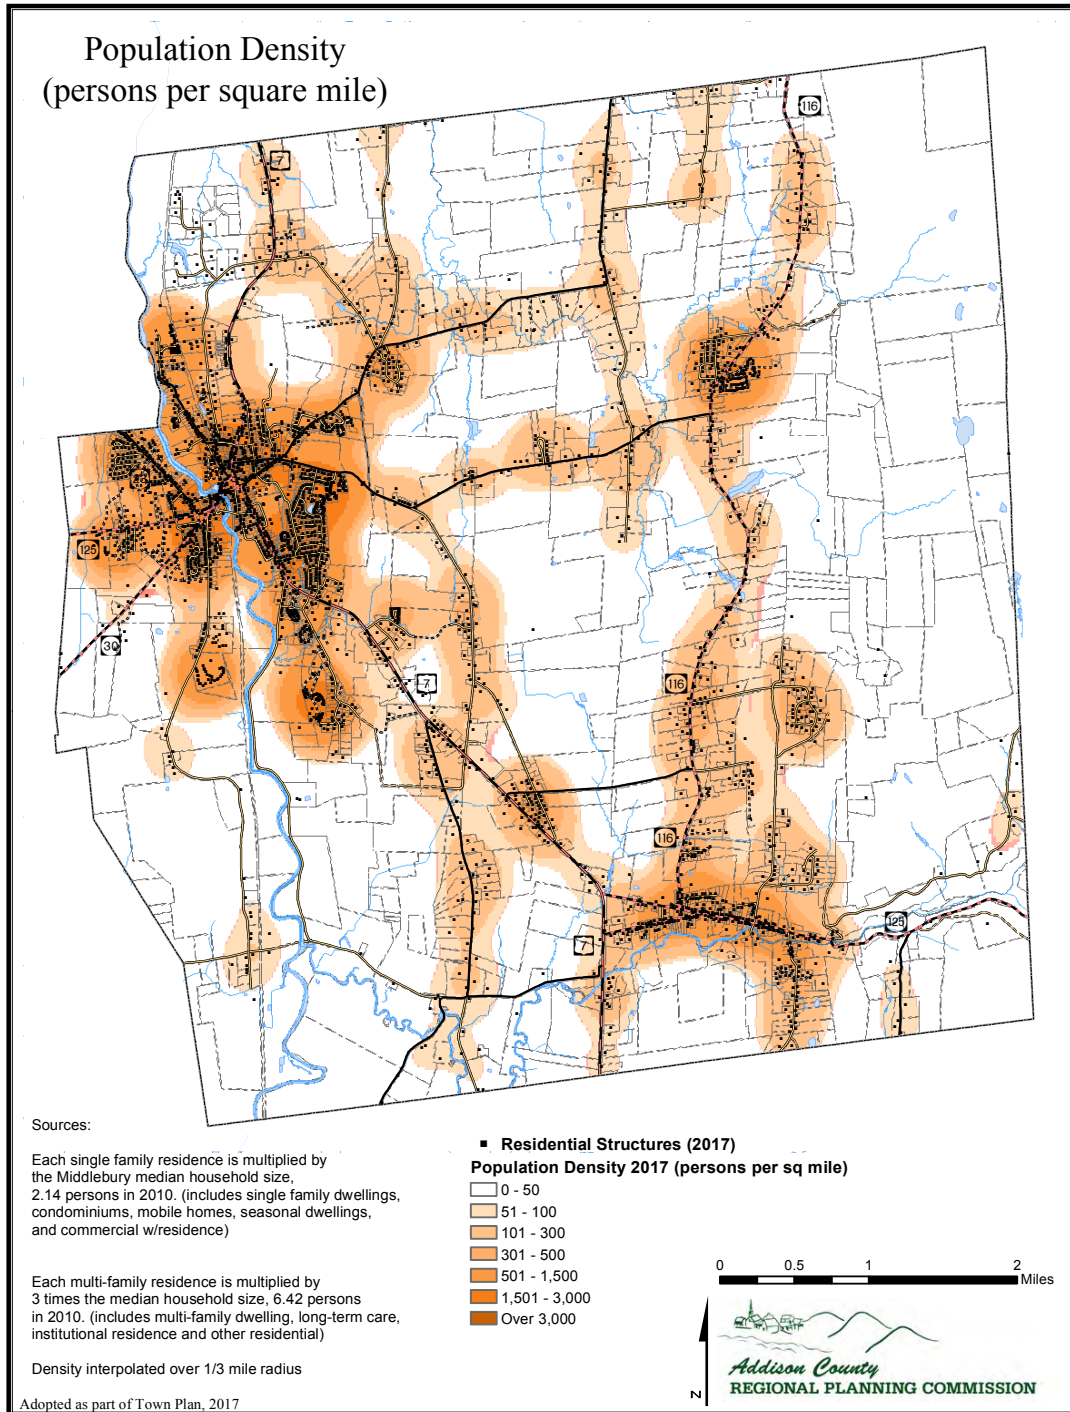 Population Density
(persons per square mile)
116
7
125
30
7
116
116
125
7
Sources:
Each single family residence is multiplied by
the Middlebury median household size,
2.14 persons in 2010. (includes single family dwellings,
condominiums, mobile homes, seasonal dwellings,
and commercial w/residence)
Each multi-family residence is multiplied by
3 times the median household size, 6.42 persons
in 2010. (includes multi-family dwelling, long-term care,
institutional residence and other residential)
Density interpolated over 1/3 mile radius
Adopted as part of Town Plan, 2017
Residential Structures (2017)
Population Density 2017 (persons per sq mile)
0 - 50
51 - 100
101 - 300
301 - 500
501 - 1,500
1,501 - 3,000
Over 3,000
0 0.5 1 2
Miles
N
Addison County
REGIONAL PLANNING COMMISSION